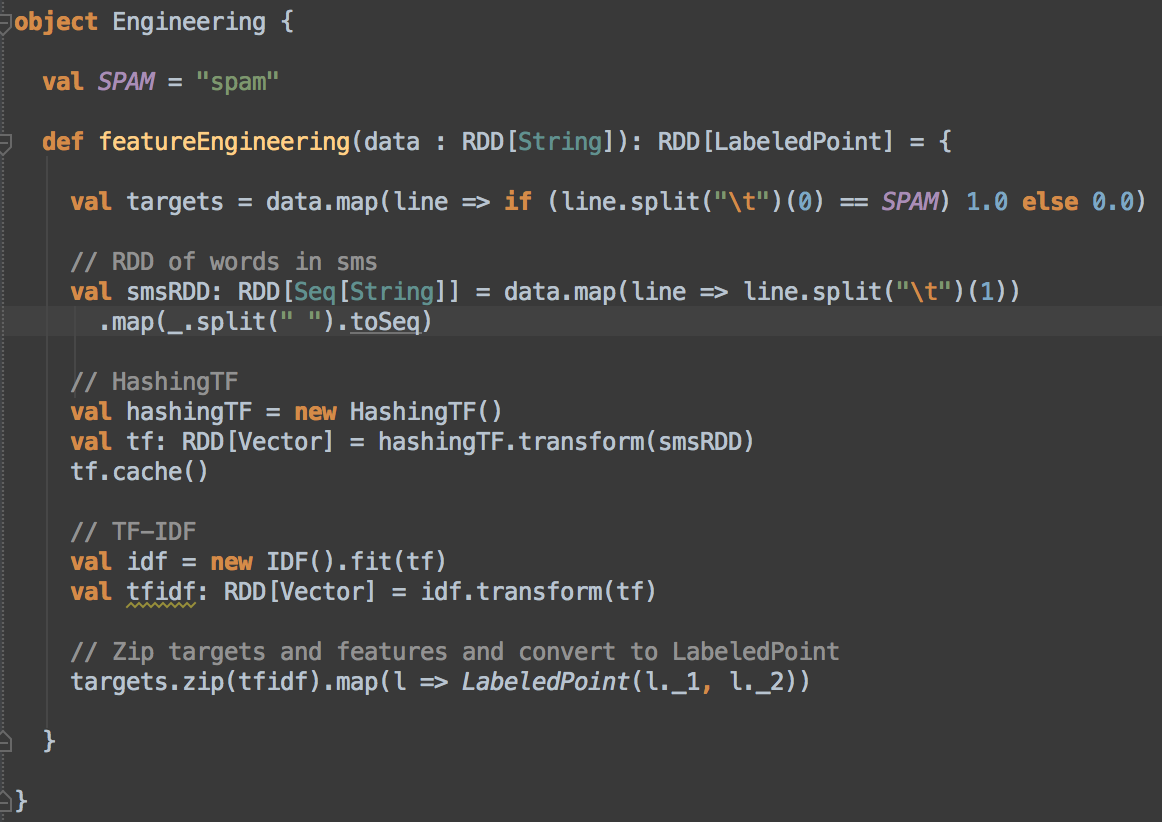 object Engineering {
val SPAM = "spam"
def featureEngineering(data : RDD[String]): RDD[LabeledPoint] = {
val targets = data.map(line => if (line.split("\t")(0) == SPAM) 1.0 else 0.0)
// RDD of words in sms
val smsRDD: RDD[Seq[String]] = data.map(line => line.split("\t")(1))
.map(_.split(" ").toSeq)
// HashingTF
val hashingTF = new HashingTF()
val tf: RDD[Vector] = hashingTF.transform(smsRDD)
tf.cache()
// TF-IDF
val idf = new IDF().fit(tf)
val tfidf: RDD[Vector] = idf.transform(tf)
// Zip targets and features and convert to LabeledPoint
targets.zip(tfidf).map(l => LabeledPoint(l._1, l._2))
}
}